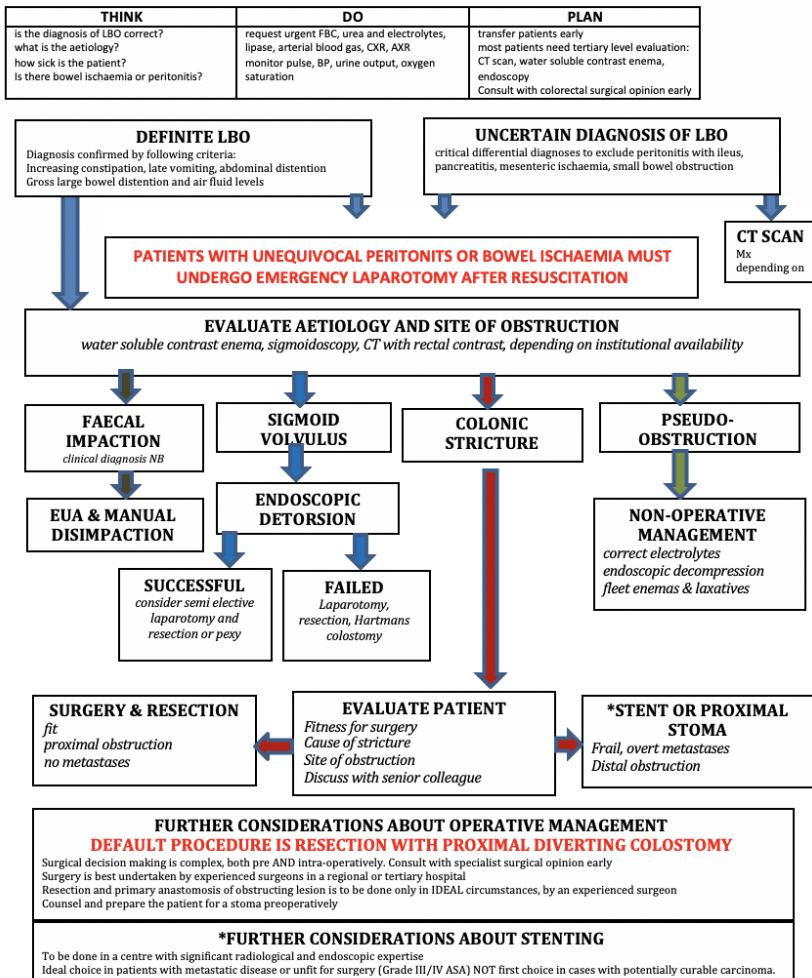 THINK
is the diagnosis of LBO correct?
what is the aetiology?
how sick is the patient?
Is there bowel ischaemia or peritonitis?
DO
request urgent FBC, urea and electrolytes,
lipase, arterial blood gas, CXR, AXR
monitor pulse, BP, urine output, oxygen
saturation
PLAN
transfer patients early
most patients need tertiary level evaluation:
CT scan, water soluble contrast enema,
endoscopy
Consult with colorectal surgical opinion early
DEFINITE LBO
Diagnosis confirmed by following criteria:
Increasing constipation, late vomiting, abdominal distention
Gross large bowel distention and air fluid levels
UNCERTAIN DIAGNOSIS OF LBO
critical differential diagnoses to exclude peritonitis with ileus,
pancreatitis, mesenteric ischaemia, small bowel obstruction
CT SCAN
Mx
depending on
PATIENTS WITH UNEQUIVOCAL PERITONITS OR BOWEL ISCHAEMIA MUST
UNDERGO EMERGENCY LAPAROTOMY AFTER RESUSCITATION
EVALUATE AETIOLOGY AND SITE OF OBSTRUCTION
water soluble contrast enema, sigmoidoscopy, CT with rectal contrast, depending on institutional availability
FAECAL
IMPACTION
clinical diagnosis NB
SIGMOID
VOLVULUS
COLONIC
STRICTURE
PSEUDO-
OBSTRUCTION
EUA & MANUAL
DISIMPACTION
ENDOSCOPIC
DETORSION
NON-OPERATIVE
MANAGEMENT
correct electrolytes
endoscopic decompression
fleet enemas & laxatives
SUCCESSFUL
consider semi elective
laparotomy and
resection or pexy
FAILED
Laparotomy,
resection, Hartmans
colostomy
SURGERY & RESECTION
fit
proximal obstruction
no metastases
EVALUATE PATIENT
Fitness for surgery
Cause of stricture
Site of obstruction
Discuss with senior colleague
*STENT OR PROXIMAL
STOMA
Frail, overt metastases
Distal obstruction
FURTHER CONSIDERATIONS ABOUT OPERATIVE MANAGEMENT
DEFAULT PROCEDURE IS RESECTION WITH PROXIMAL DIVERTING COLOSTOMY
Surgical decision making is complex, both pre AND intra-operatively. Consult with specialist surgical opinion early
Surgery is best undertaken by experienced surgeons in a regional or tertiary hospital
Resection and primary anastomosis of obstructing lesion is to be done only in IDEAL circumstances, by an experienced surgeon
Counsel and prepare the patient for a stoma preoperatively
*FURTHER CONSIDERATIONS ABOUT STENTING
To be done in a centre with significant radiological and endoscopic expertise
Ideal choice in patients with metastatic disease or unfit for surgery (Grade III/IV ASA) NOT first choice in cases with potentially curable carcinoma.